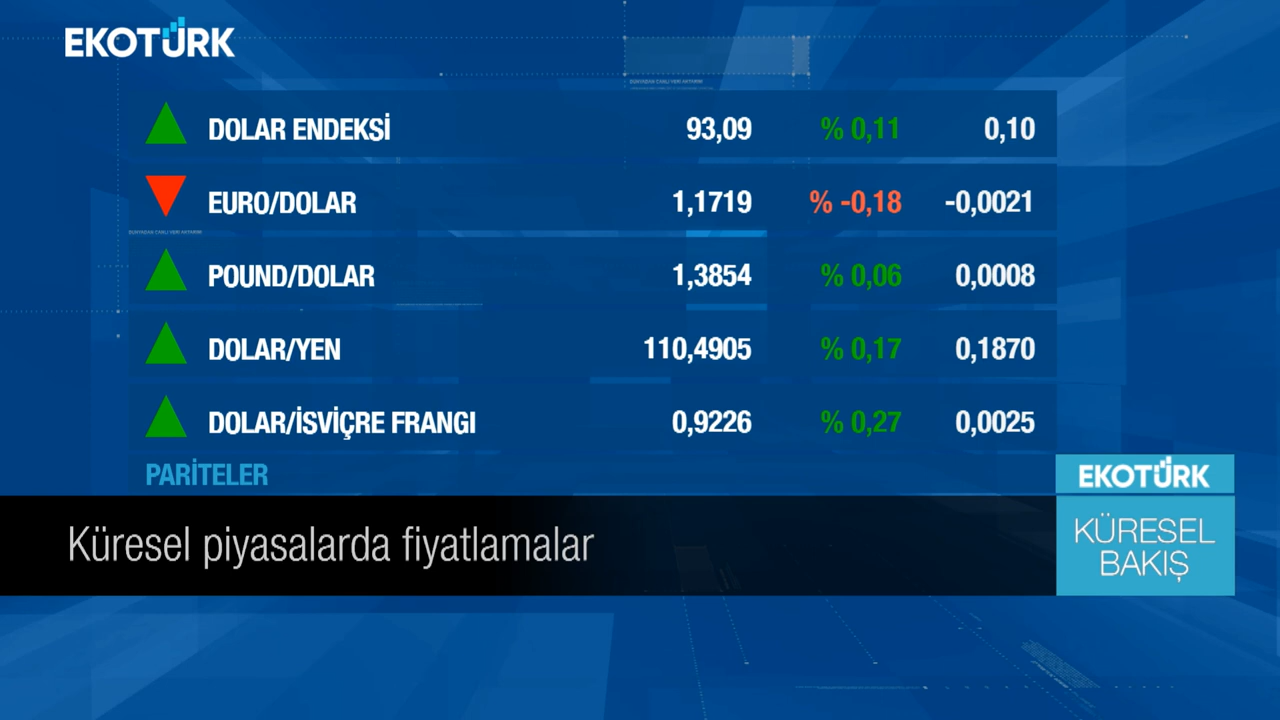 EKOTÜRK
DOLAR ENDEKSİ 93,09 % 0,11 0,10
EURO/DOLAR 1,1719 % -0,18 -0,0021
POUND/DOLAR 1,3854 % 0,06 0,0008
DOLAR/YEN 110,4905 % 0,17 0,1870
DOLAR/İSVİÇRE FRANGI 0,9226 % 0,27 0,0025
PARİTELER
EKOTÜRK
Küresel piyasalarda fiyatlamalar
KÜRESEL
BAKIŞ